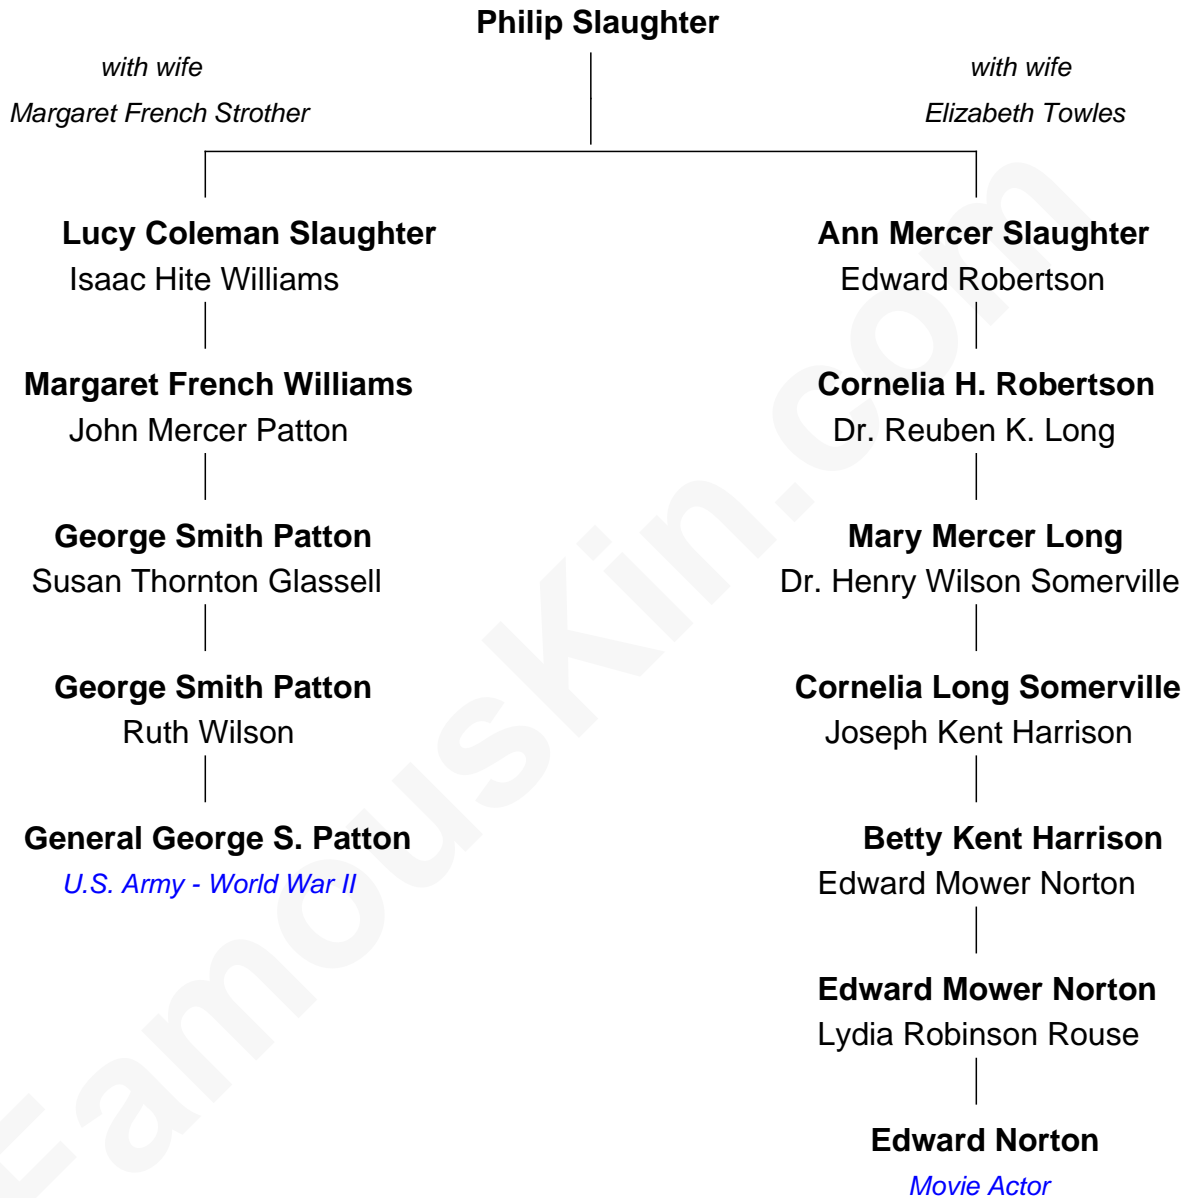 Philip Slaughter
with wife
Margaret French Strother
with wife
Elizabeth Towles
Lucy Coleman Slaughter
Isaac Hite Williams
Ann Mercer Slaughter
Edward Robertson
Margaret French Williams
John Mercer Patton
Cornelia H. Robertson
Dr. Reuben K. Long
George Smith Patton
Susan Thornton Glassell
Mary Mercer Long
Dr. Henry Wilson Somerville
George Smith Patton
Ruth Wilson
Cornelia Long Somerville
Joseph Kent Harrison
General George S. Patton
U.S. Army - World War II
Betty Kent Harrison
Edward Mower Norton
Edward Mower Norton
Lydia Robinson Rouse
Edward Norton
Movie Actor
FamousKin.com